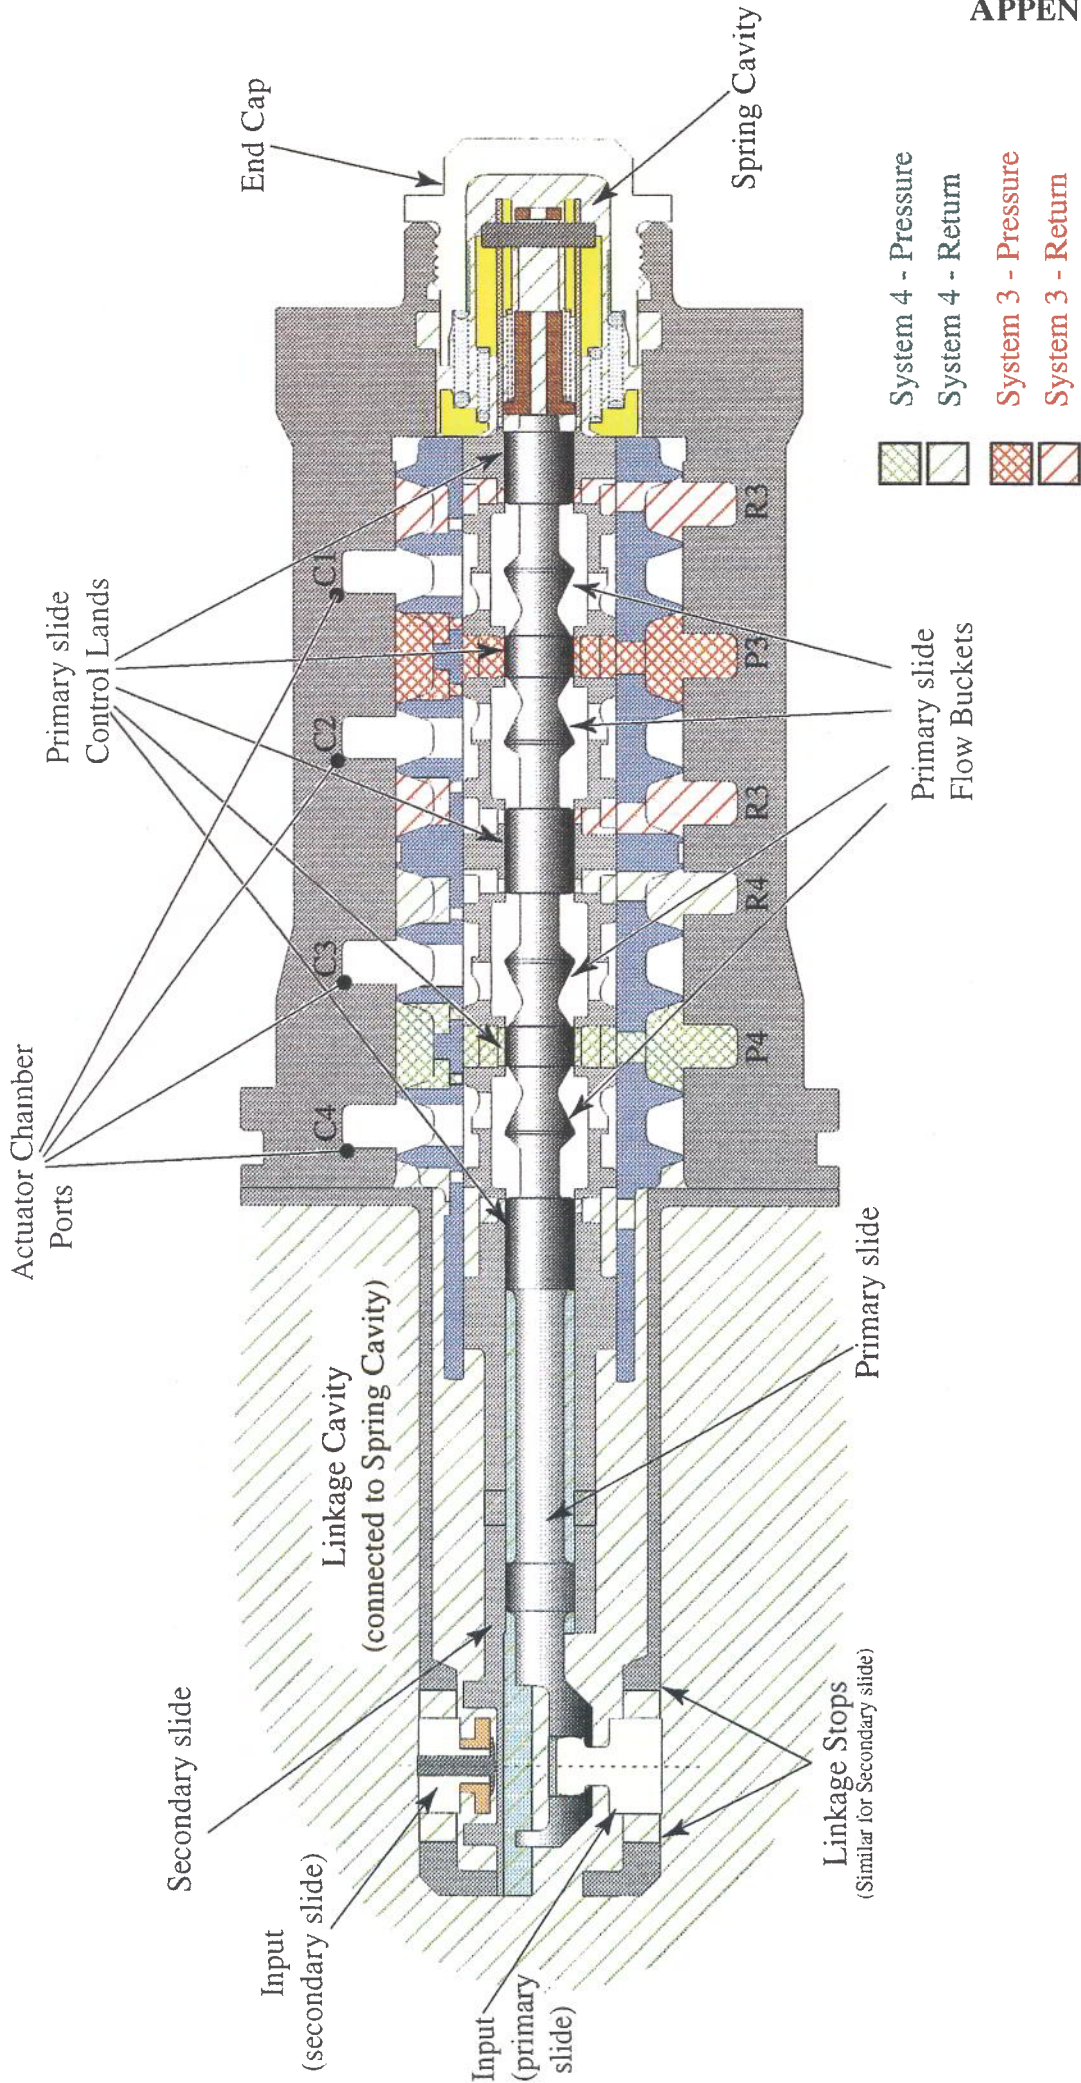 APPEN
Actuator Chamber
Ports
Primary slide
Control Lands
End Cap
Spring Cavity
C4
C3
C2
C1
P4
R4
R3
P3
R3
Linkage Cavity
(connected to Spring Cavity)
Secondary slide
Input
(secondary slide)
Input
(primary
slide)
Linkage Stops
(Similar for Secondary slide)
Primary slide
Primary slide
Flow Buckets
System 4 - Pressure
System 4 - Return
System 3 - Pressure
System 3 - Return